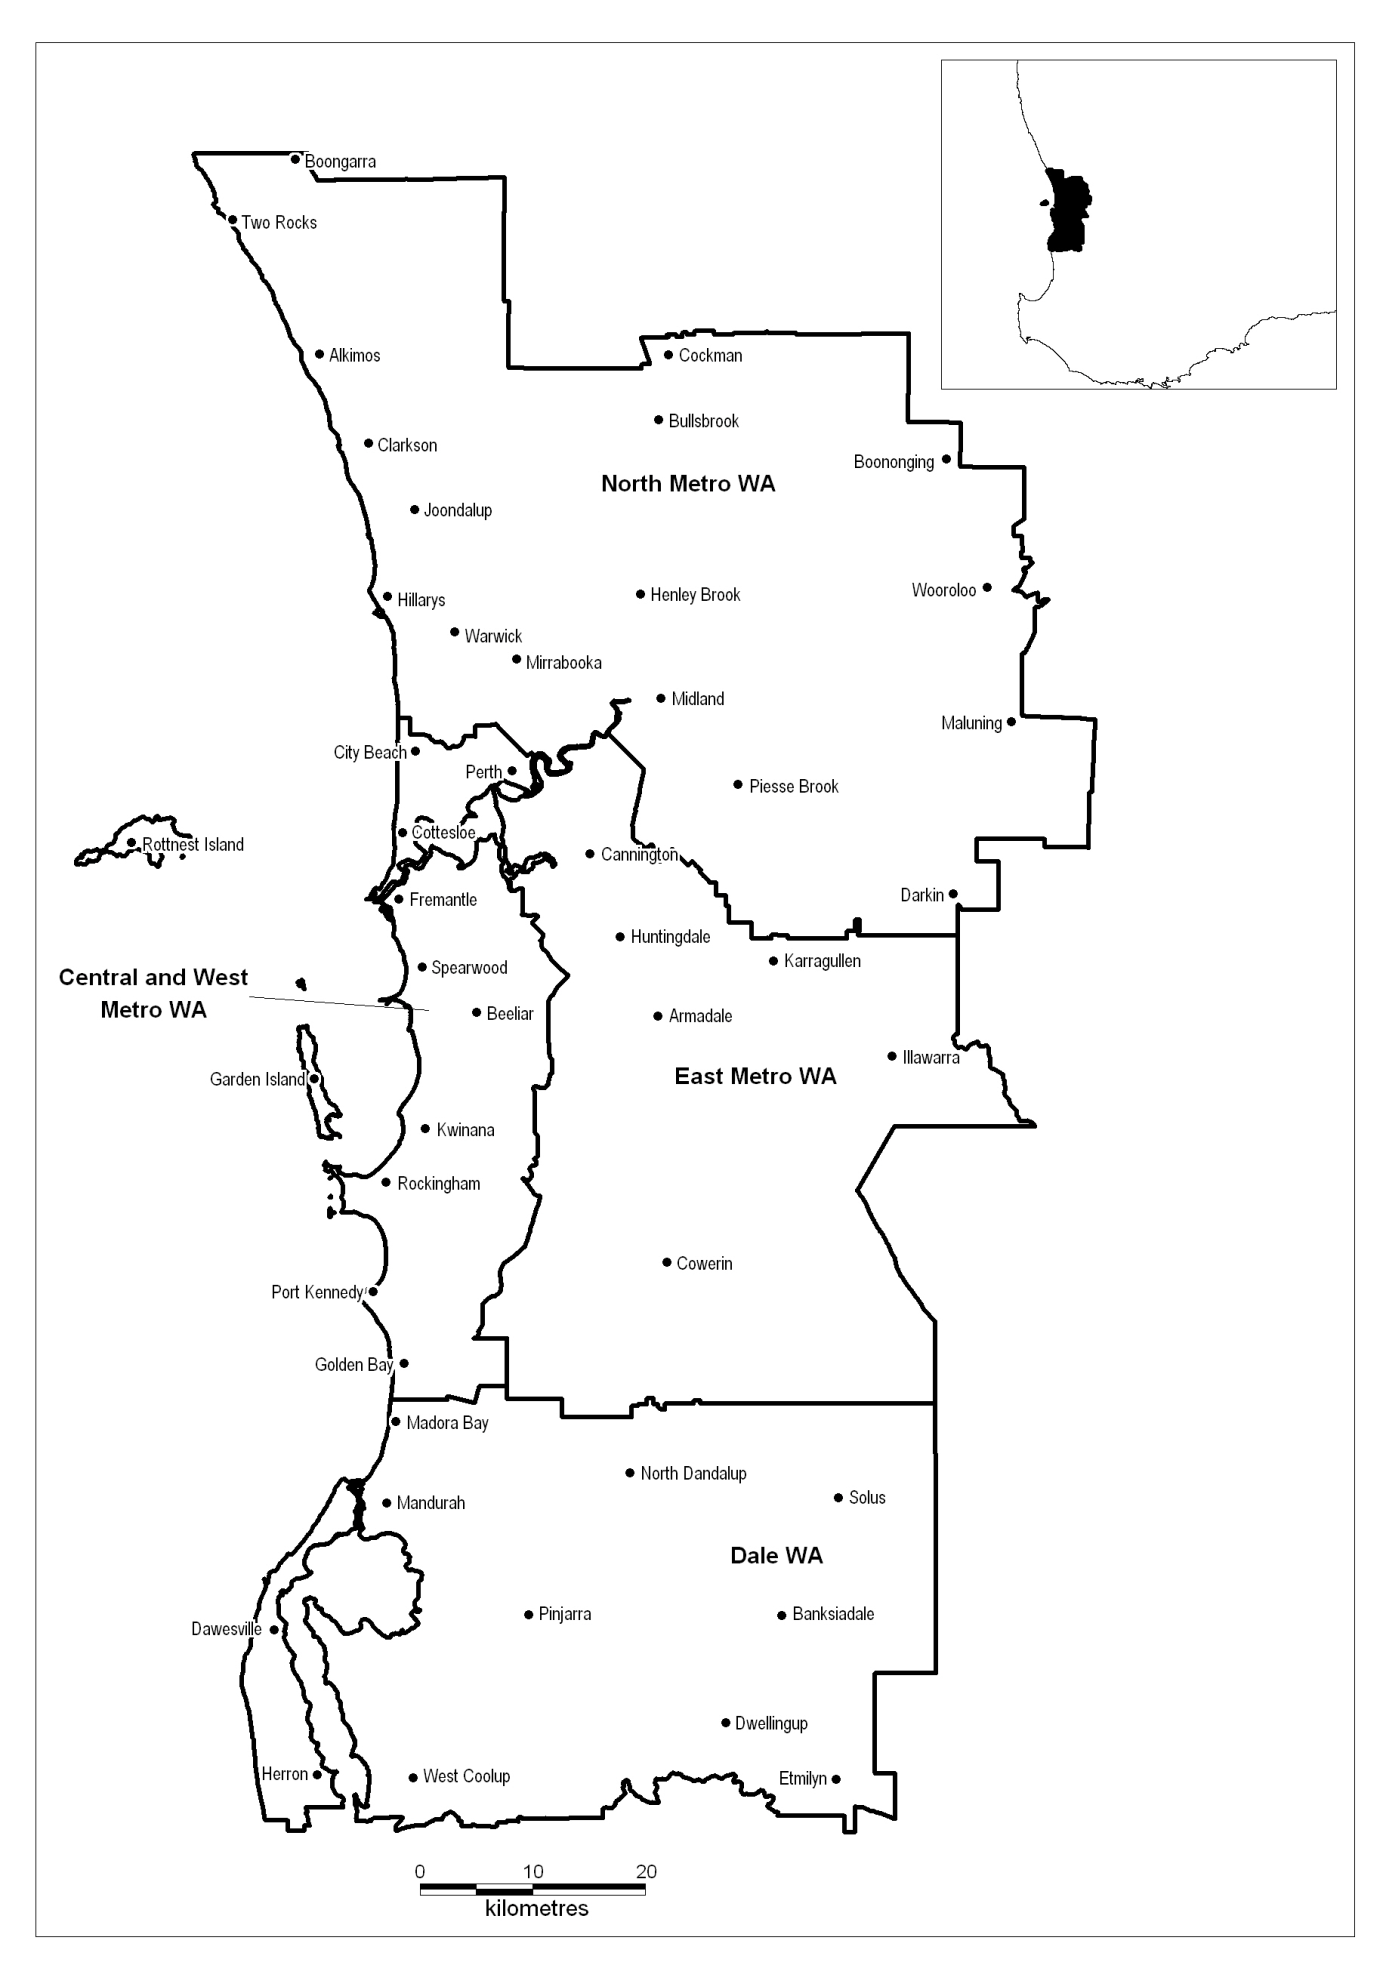 Boongarra
Two Rocks
Alkimos
Cockman
Bullsbrook
Clarkson
Boononging
North Metro WA
Joondalup
Wooroloo
Henley Brook
Hillarys
Warwick
Mirrabooka
Midland
Maluning
City Beach
Perth
Piesse Brook
Cottesloe
Rottnest Island
Cannington
Darkin
Fremantle
Huntingdale
Karragullen
Spearwood
Central and West
Metro WA
Beeliar
Armadale
Illawarra
East Metro WA
Garden Island
Kwinana
Rockingham
Cowerin
Port Kennedy
Golden Bay
Madora Bay
North Dandalup
Solus
Mandurah
Dale WA
Pinjarra
Banksiadale
Dawesville
Dwellingup
Herron
West Coolup
Etmilyn
0 10 20
kilometres